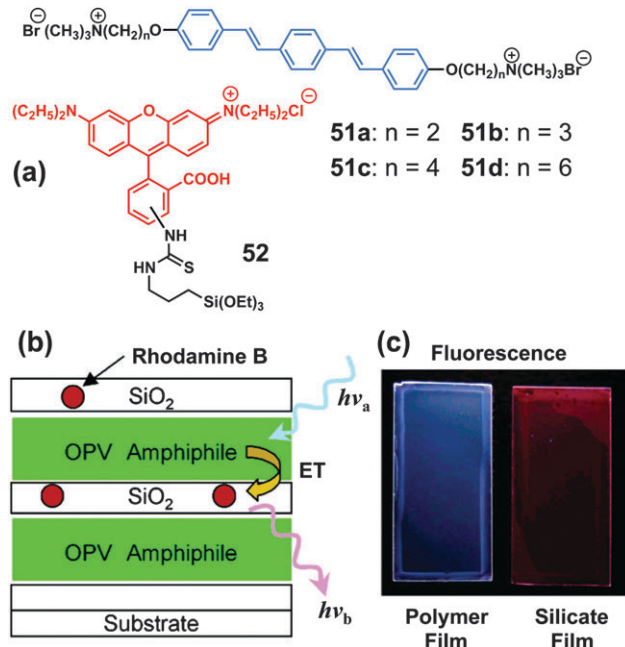 Br⊖(CH₃)₃N⊕(CH₂)ₙO
O(CH₂)ₙN⊕(CH₃)₃Br⊖
(C₂H₅)₂N O N⊕(C₂H₅)₂Cl⊖
51a: n = 2 51b: n = 3
51c: n = 4 51d: n = 6
(a)
COOH
NH
HN S
52
Si(OEt)₃
(b)
Rhodamine B
SiO₂
hνa
OPV Amphiphile
ET
SiO₂
OPV Amphiphile
hνb
Substrate
(c)
Fluorescence
Polymer Silicate
Film Film